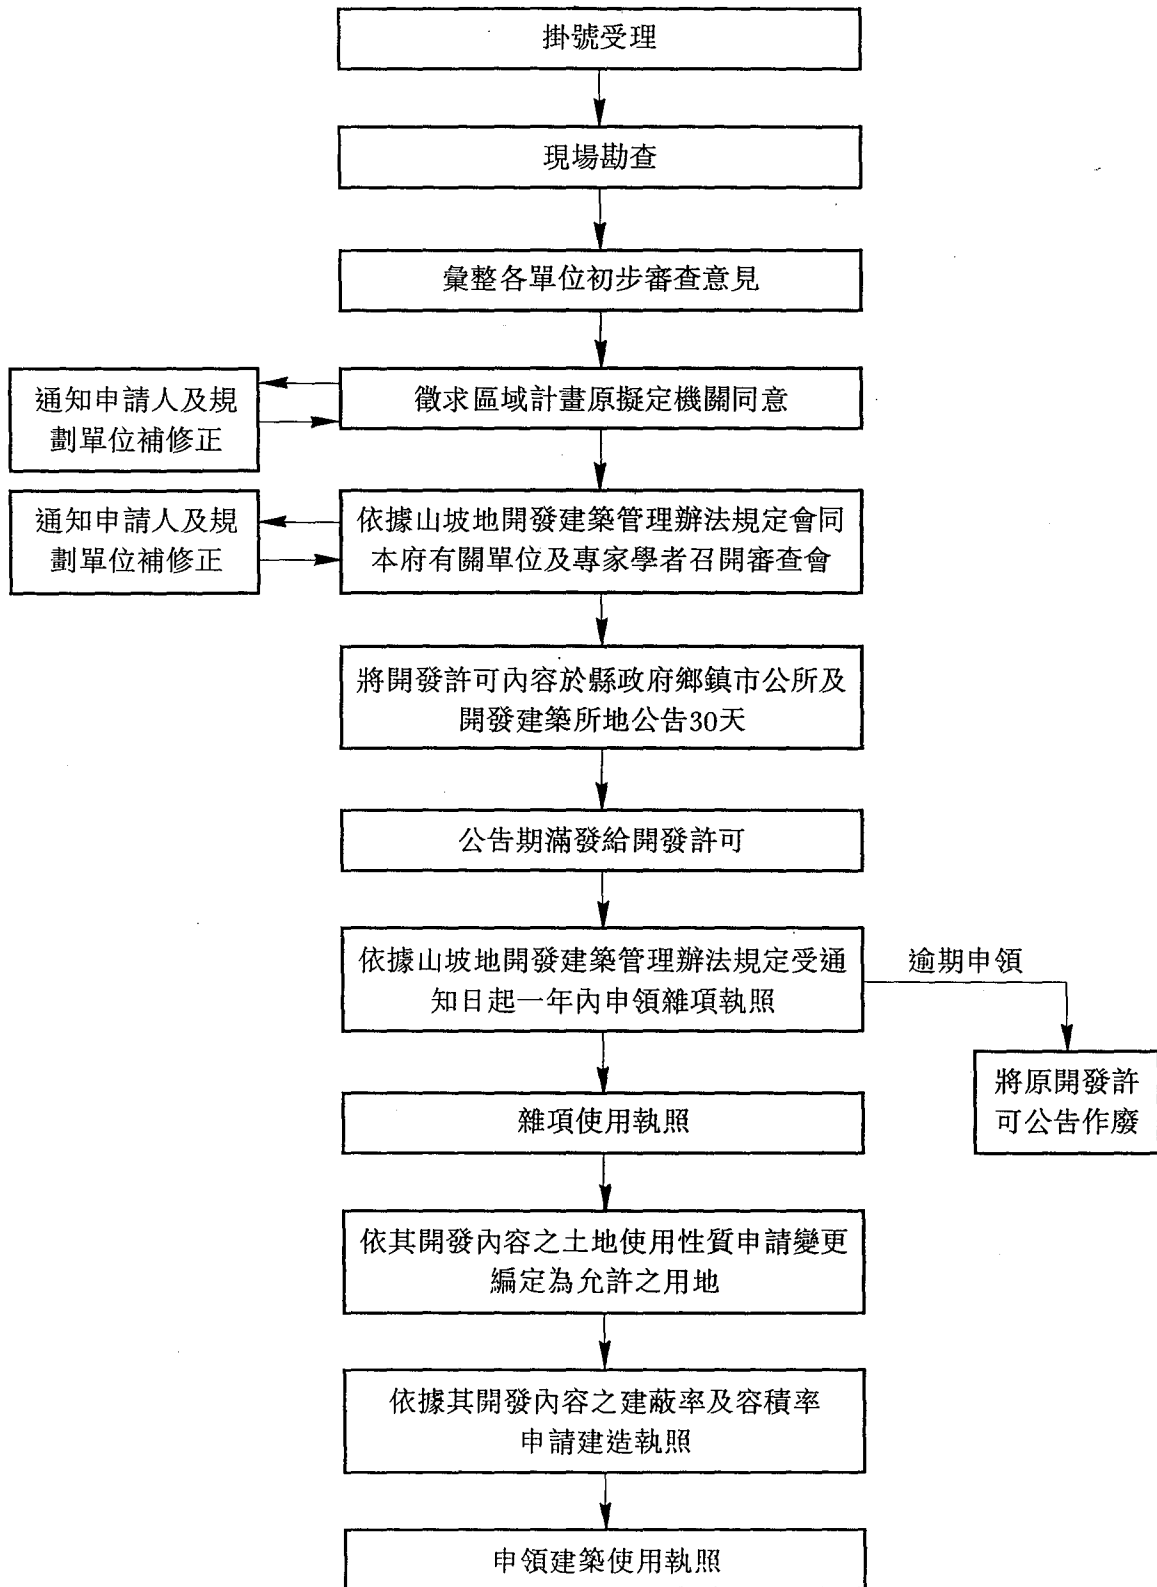 掛號受理
現場勘查
彙整各單位初步審查意見
徵求區域計畫原擬定機關同意
通知申請人及規
劃單位補修正
依據山坡地開發建築管理辦法規定會同
本府有關單位及專家學者召開審查會
通知申請人及規
劃單位補修正
將開發許可內容於縣政府鄉鎮市公所及
開發建築所地公告30天
公告期滿發給開發許可
依據山坡地開發建築管理辦法規定受通
知日起一年內申領雜項執照
逾期申領
將原開發許
可公告作廢
雜項使用執照
依其開發內容之土地使用性質申請變更
編定為允許之用地
依據其開發內容之建蔽率及容積率
申請建造執照
申領建築使用執照